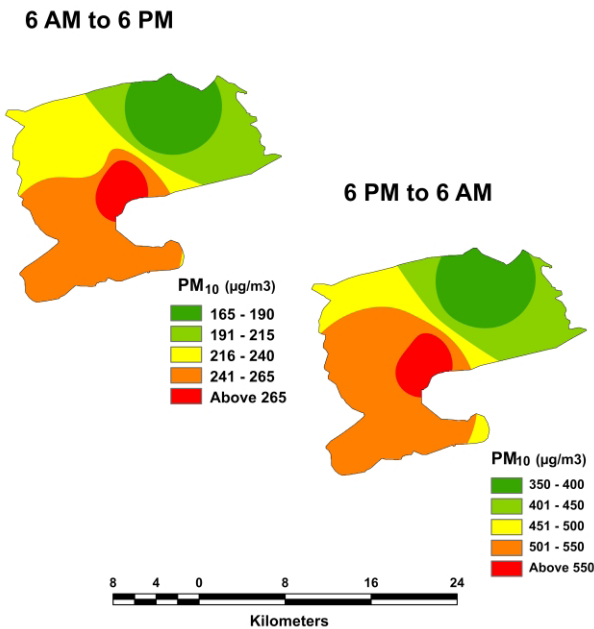 6 AM to 6 PM
6 PM to 6 AM
PM10 (µg/m3)
165 - 190
191 - 215
216 - 240
241 - 265
Above 265
PM10 (µg/m3)
350 - 400
401 - 450
451 - 500
501 - 550
Above 550
8 4 0 8 16 24
Kilometers